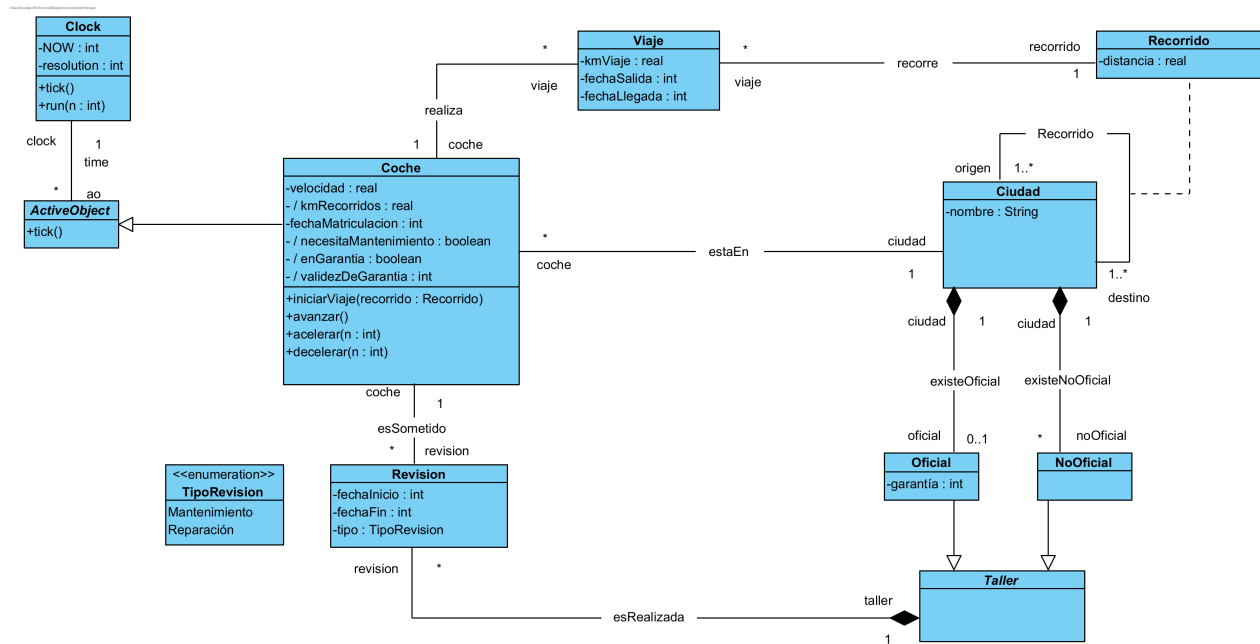 Clock
-NOW : int
-resolution : int
+tick()
+run(n : int)
clock
1
time
*
ao
ActiveObject
+tick()
Viaje
-kmViaje : real
-fechaSalida : int
-fechaLlegada : int
*
viaje
realiza
1
coche
*
viaje
recorre
recorrido
1
Recorrido
-distancia : real
Coche
-velocidad : real
- / kmRecorridos : real
-fechaMatriculacion : int
- / necesitaMantenimiento : boolean
- / enGarantia : boolean
- / validezDeGarantia : int
+iniciarViaje(recorrido : Recorrido)
+avanzar()
+acelerar(n : int)
+decelerar(n : int)
*
coche
estaEn
ciudad
1
Recorrido
origen
1..*
Ciudad
-nombre : String
1..*
destino
ciudad
1
ciudad
1
existeOficial
existeNoOficial
oficial
0..1
*
noOficial
Oficial
-garantía : int
NoOficial
coche
1
esSometido
*
revision
<<enumeration>>
TipoRevision
Mantenimiento
Reparación
Revision
-fechaInicio : int
-fechaFin : int
-tipo : TipoRevision
revision
*
esRealizada
taller
1
Taller